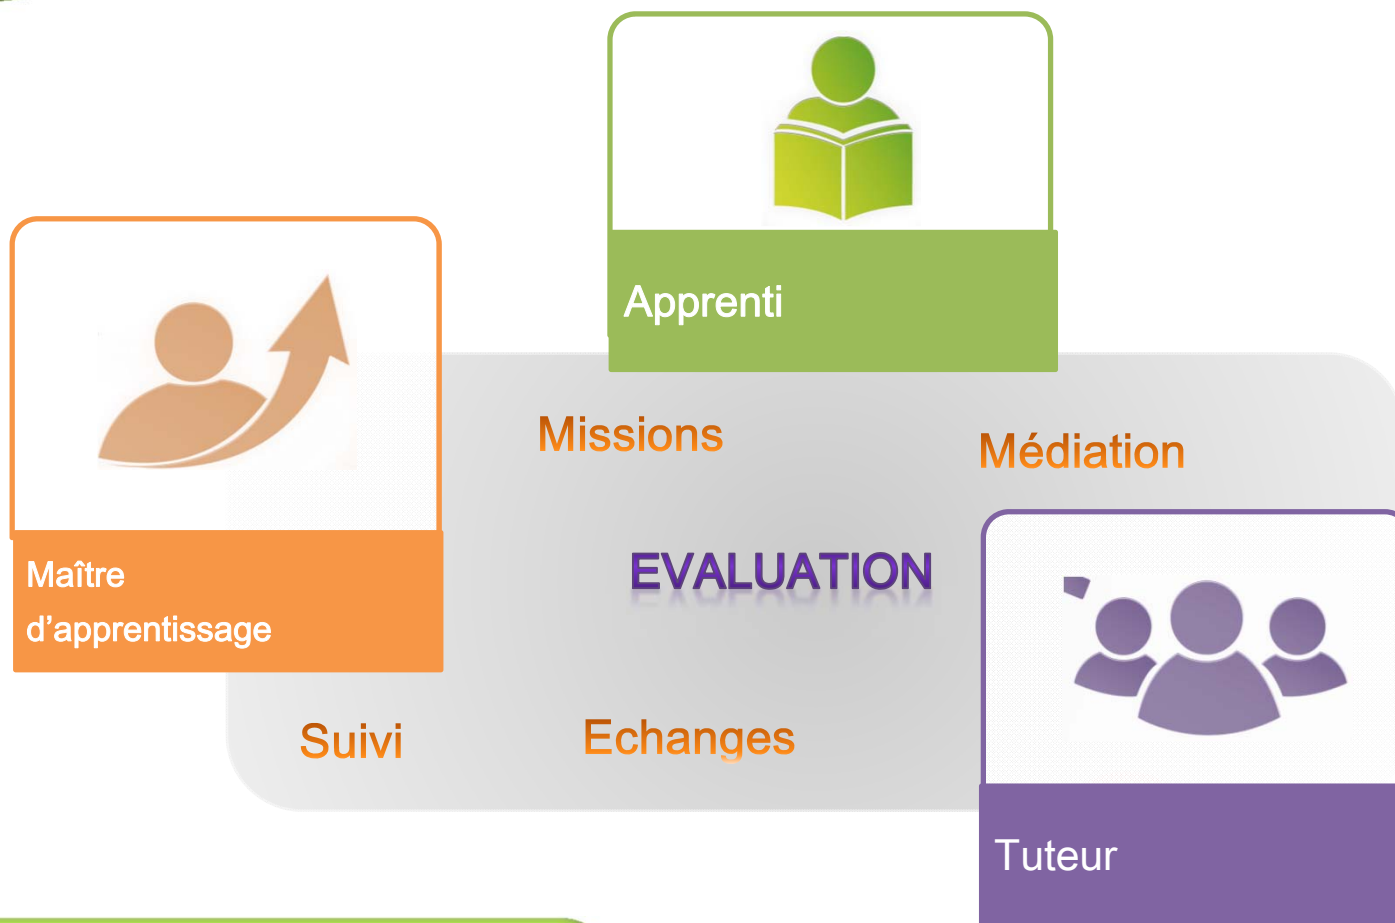 Apprenti
Missions
Médiation
EVALUATION
Maître
d’apprentissage
Suivi
Echanges
Tuteur